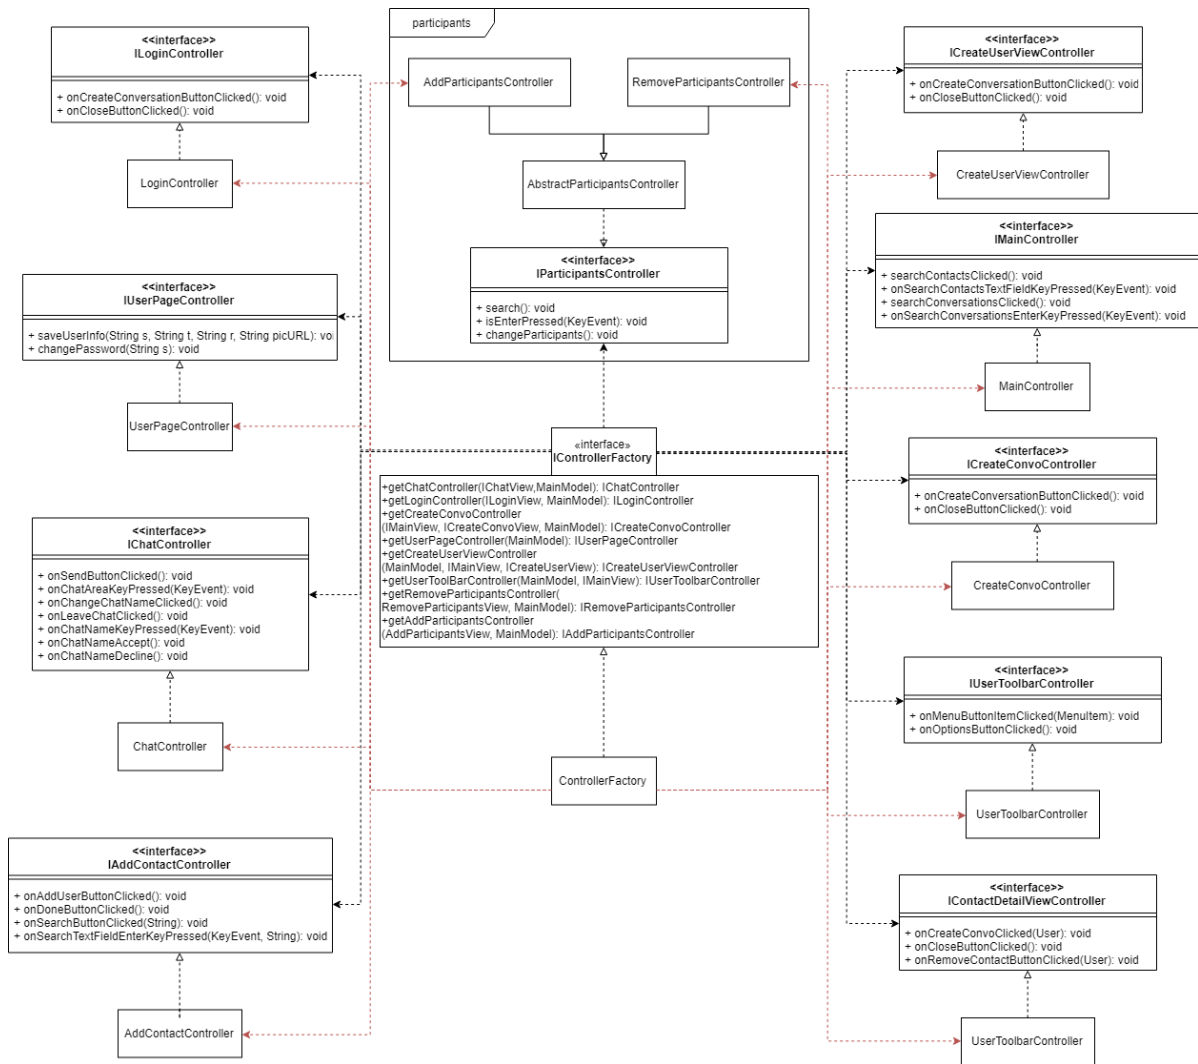 participants
<<interface>>
ILoginController
+ onCreateConversationButtonClicked(): void
+ onCloseButtonClicked(): void
LoginController
AddParticipantsController
RemoveParticipantsController
AbstractParticipantsController
<<interface>>
IParticipantsController
+ search(): void
+ isEnterPressed(KeyEvent): void
+ changeParticipants(): void
<<interface>>
ICreateUserViewController
+ onCreateConversationButtonClicked(): void
+ onCloseButtonClicked(): void
CreateUserViewController
<<interface>>
IMainController
+ searchContactsClicked(): void
+ onSearchContactsTextFieldKeyPressed(KeyEvent): void
+ searchConversationsClicked(): void
+ onSearchConversationsEnterKeyPressed(KeyEvent): void
MainController
<<interface>>
IUserPageController
+ saveUserInfo(String s, String t, String r, String picURL): voi
+ changePassword(String s): void
UserPageController
«interface»
IControllerFactory
+getChatController(IChatView,MainModel): IChatController
+getLoginController(ILoginView, MainModel): ILoginController
+getCreateConvoController
(IMainView, ICreateConvoView, MainModel): ICreateConvoController
+getUserPageController(MainModel): IUserPageController
+getCreateUserViewController
(MainModel, IMainView, ICreateUserView): ICreateUserViewController
+getUserToolBarController(MainModel, IMainView): IUserToolbarController
+getRemoveParticipantsController(
RemoveParticipantsView, MainModel): IRemoveParticipantsController
+getAddParticipantsController
(AddParticipantsView, MainModel): IAddParticipantsController
ControllerFactory
<<interface>>
ICreateConvoController
+ onCreateConversationButtonClicked(): void
+ onCloseButtonClicked(): void
CreateConvoController
<<interface>>
IChatController
+ onSendButtonClicked(): void
+ onChatAreaKeyPressed(KeyEvent): void
+ onChangeChatNameClicked(): void
+ onLeaveChatClicked(): void
+ onChatNameKeyPressed(KeyEvent): void
+ onChatNameAccept(): void
+ onChatNameDecline(): void
ChatController
<<interface>>
IUserToolbarController
+ onMenuButtonItemClicked(MenuItem): void
+ onOptionsButtonClicked(): void
UserToolbarController
<<interface>>
IAddContactController
+ onAddUserButtonClicked(): void
+ onDoneButtonClicked(): void
+ onSearchButtonClicked(String): void
+ onSearchTextFieldEnterKeyPressed(KeyEvent, String): void
AddContactController
<<interface>>
IContactDetailViewController
+ onCreateConvoClicked(User): void
+ onCloseButtonClicked(): void
+ onRemoveContactButtonClicked(User): void
UserToolbarController